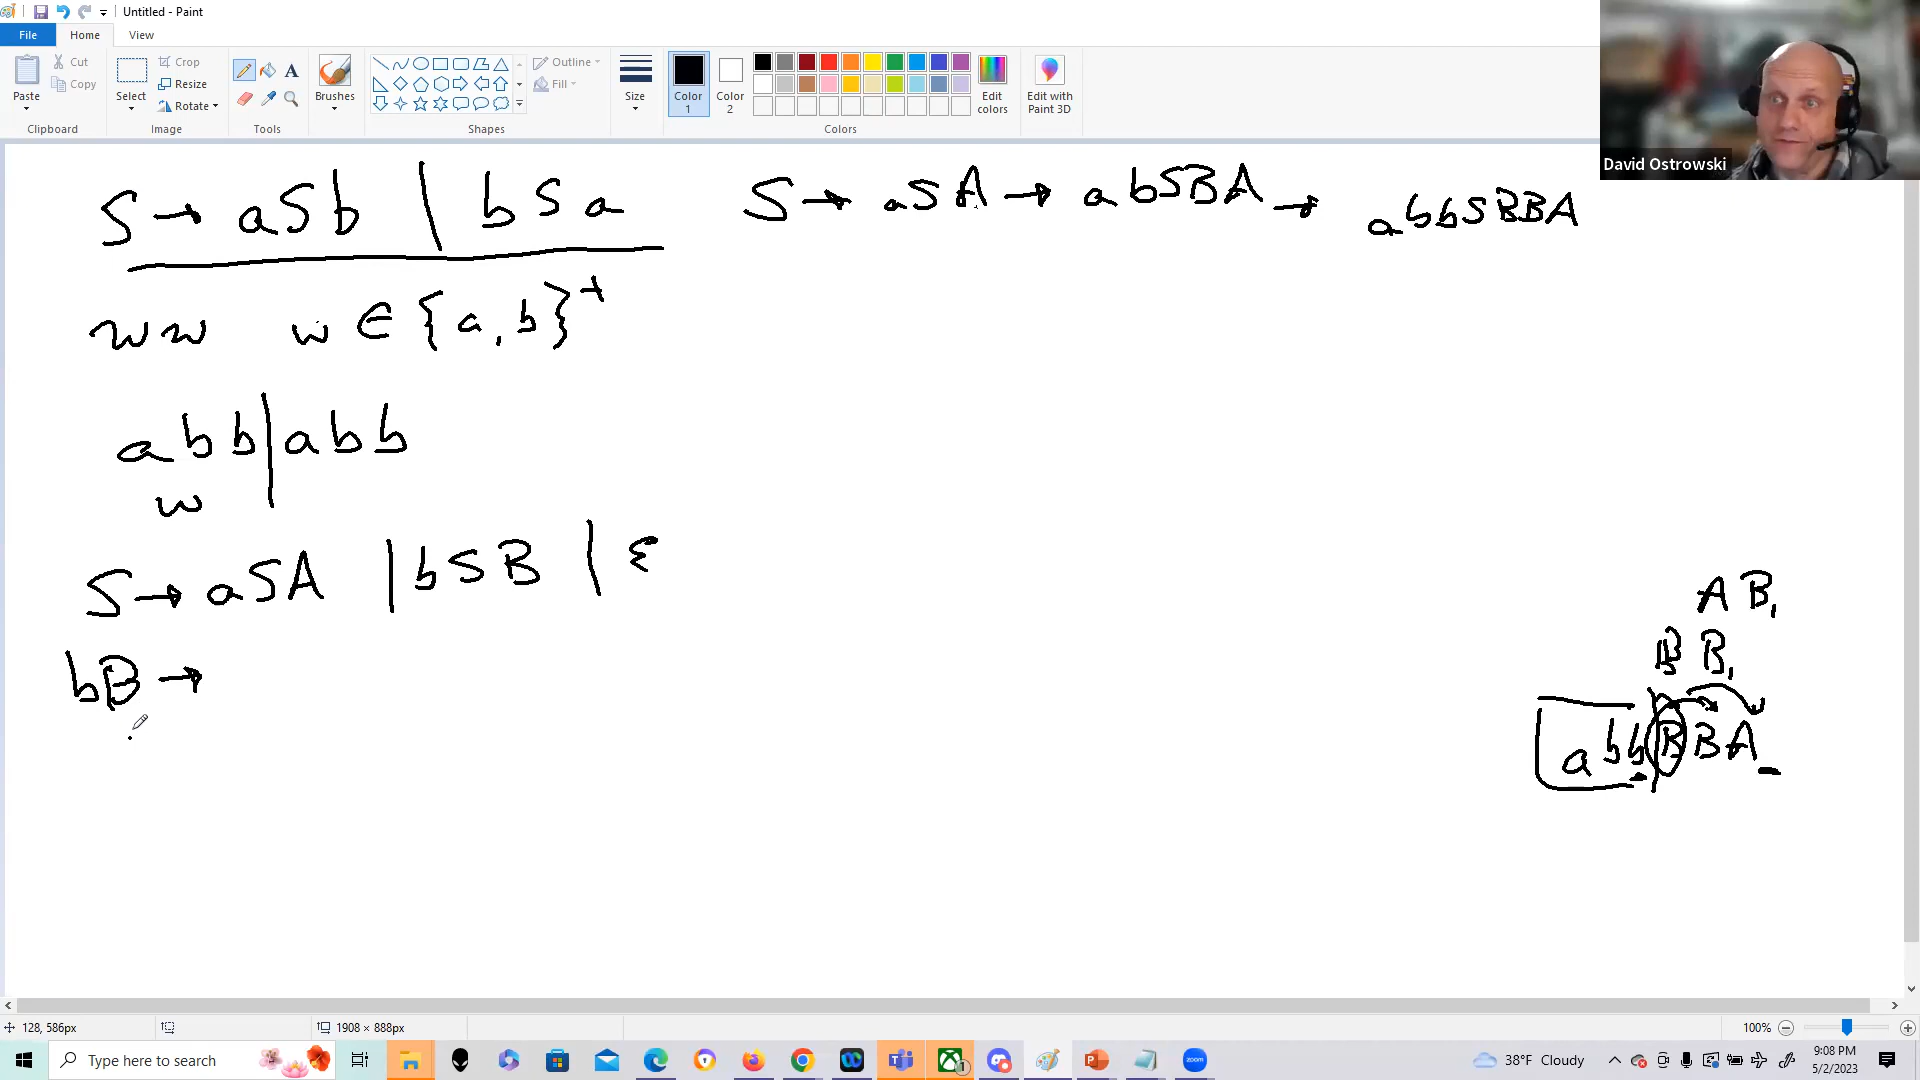 Untitled - Paint
File Home View
Paste Cut Copy Clipboard
Select Crop Resize Rotate Image
Tools
Brushes
Outline Fill Shapes
Size
Color 1 Color 2 Edit colors Colors
Edit with Paint 3D
David Ostrowski
S → aSb | bSa
S → aSA → abSBA → abbSBBA
ww w ∈ {a, b}+
abb|abb
w
S → aSA | bSB | ε
A B1
B B1
bB →
abb|BBA
128, 586px
1908 × 888px
100%
Type here to search
38°F Cloudy
9:08 PM
5/2/2023